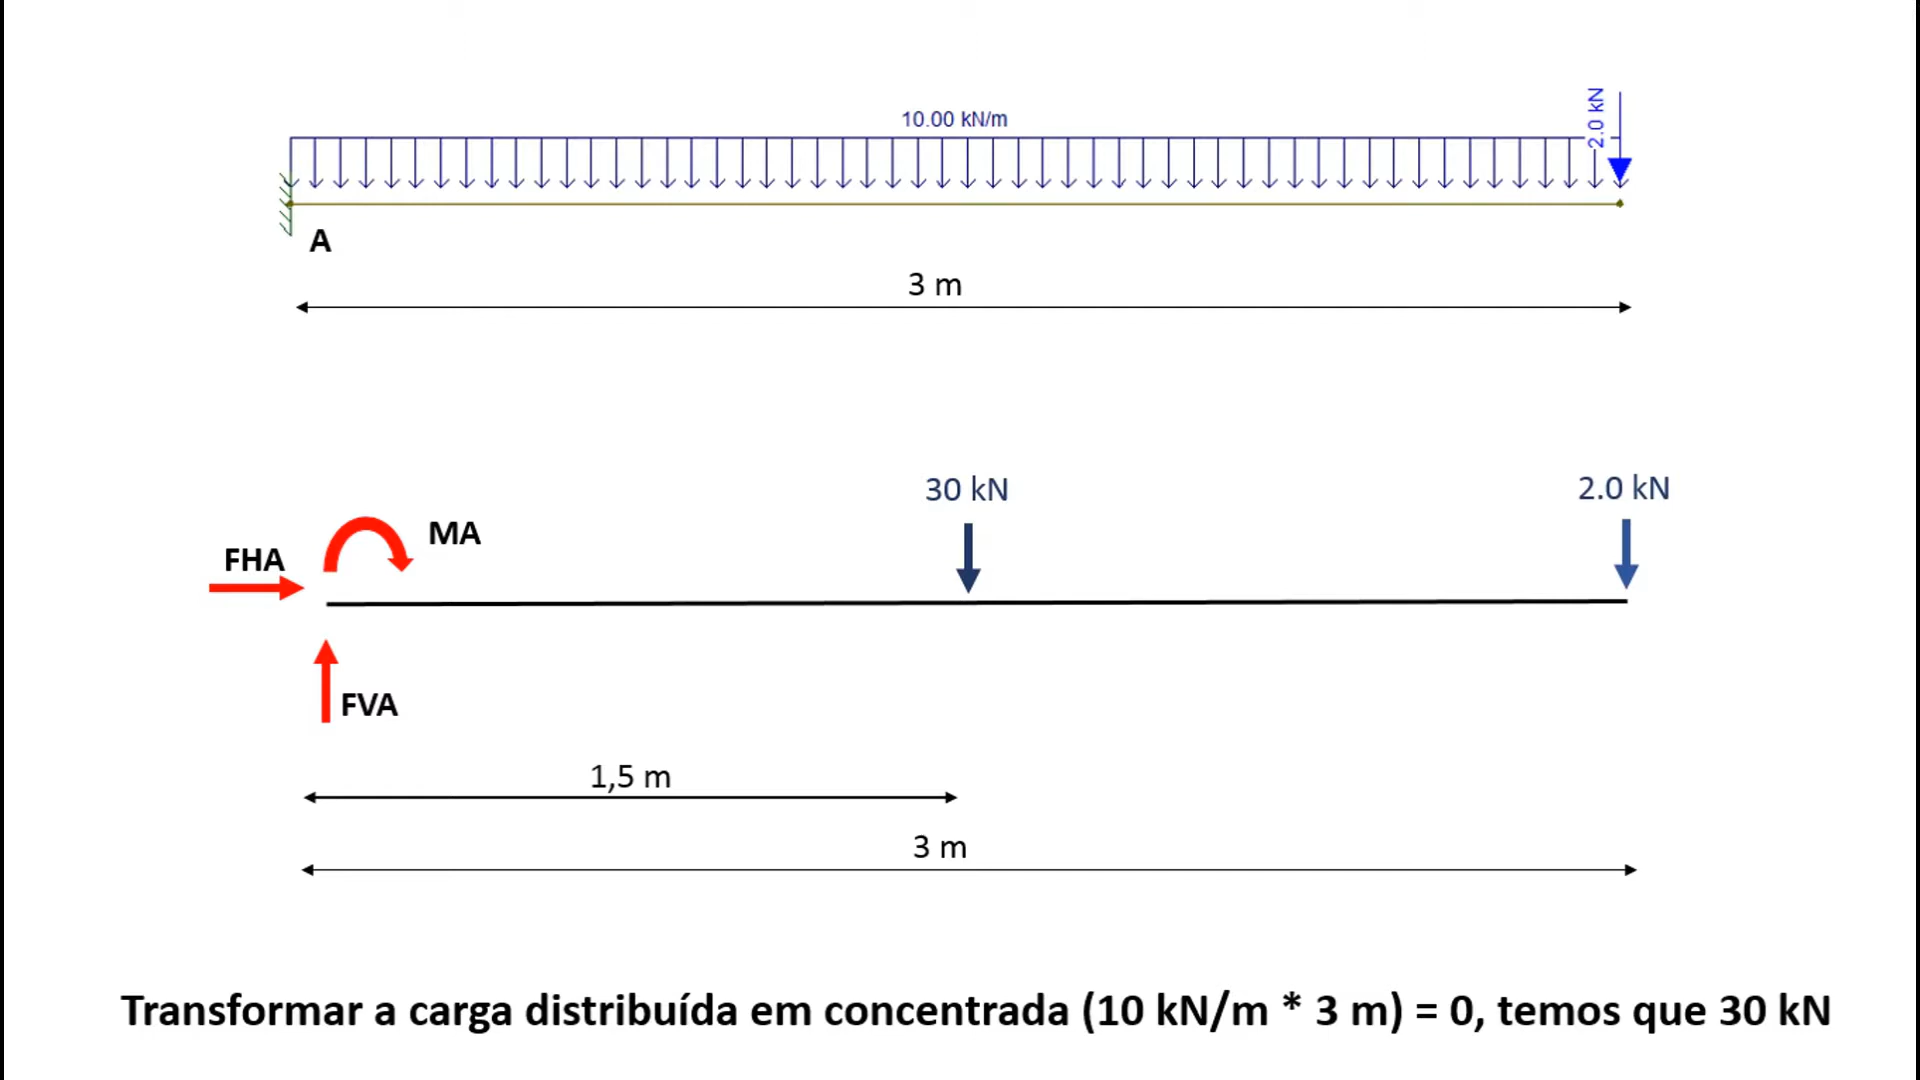 10.00 kN/m
2.0 kN
A
3 m
30 kN
2.0 kN
MA
FHA
FVA
1,5 m
3 m
Transformar a carga distribuída em concentrada (10 kN/m * 3 m) = 0, temos que 30 kN